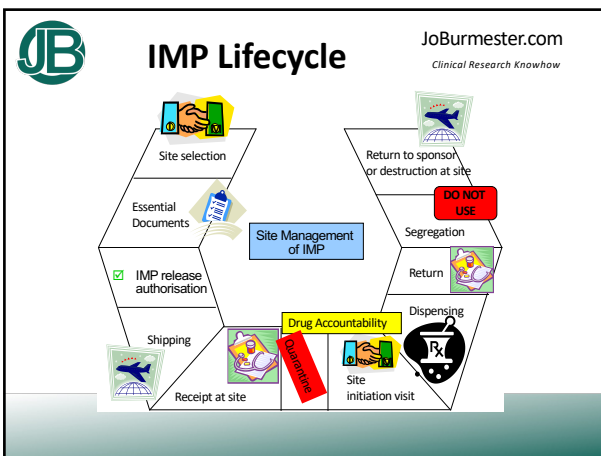 JB
IMP Lifecycle
JoBurmester.com
Clinical Research Knowhow
Site selection
Essential
Documents
IMP release
authorisation
Shipping
Receipt at site
Quarantine
Drug Accountability
Site
initiation visit
Dispensing
Rx
Return
Segregation
DO NOT
USE
Return to sponsor
or destruction at site
Site Management
of IMP